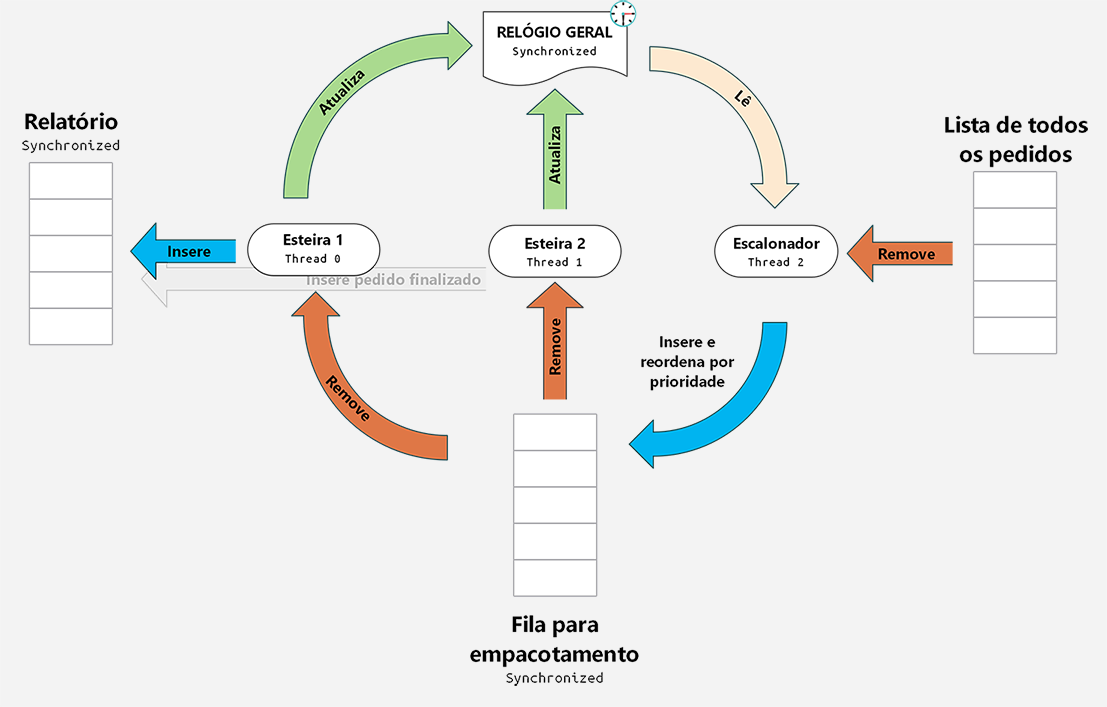 RELÓGIO GERAL
Synchronized
Atualiza
Atualiza
Lê
Relatório
Synchronized
Lista de todos
os pedidos
Insere
Esteira 1
Thread 0
Esteira 2
Thread 1
Escalonador
Thread 2
Remove
Insere pedido finalizado
Remove
Remove
Insere e
reordena por
prioridade
Fila para
empacotamento
Synchronized